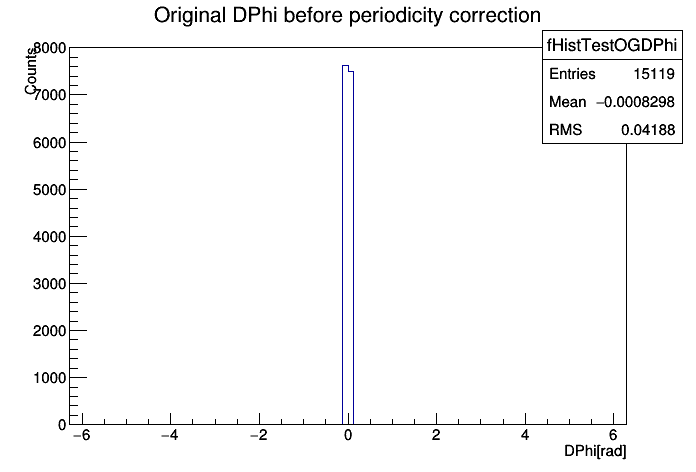 Original DPhi before periodicity correction
fHistTestOGDPhi
Entries 15119
Mean −0.0008298
RMS 0.04188
Counts
8000
7000
6000
5000
4000
3000
2000
1000
0
−6 −4 −2 0 2 4 6
DPhi[rad]